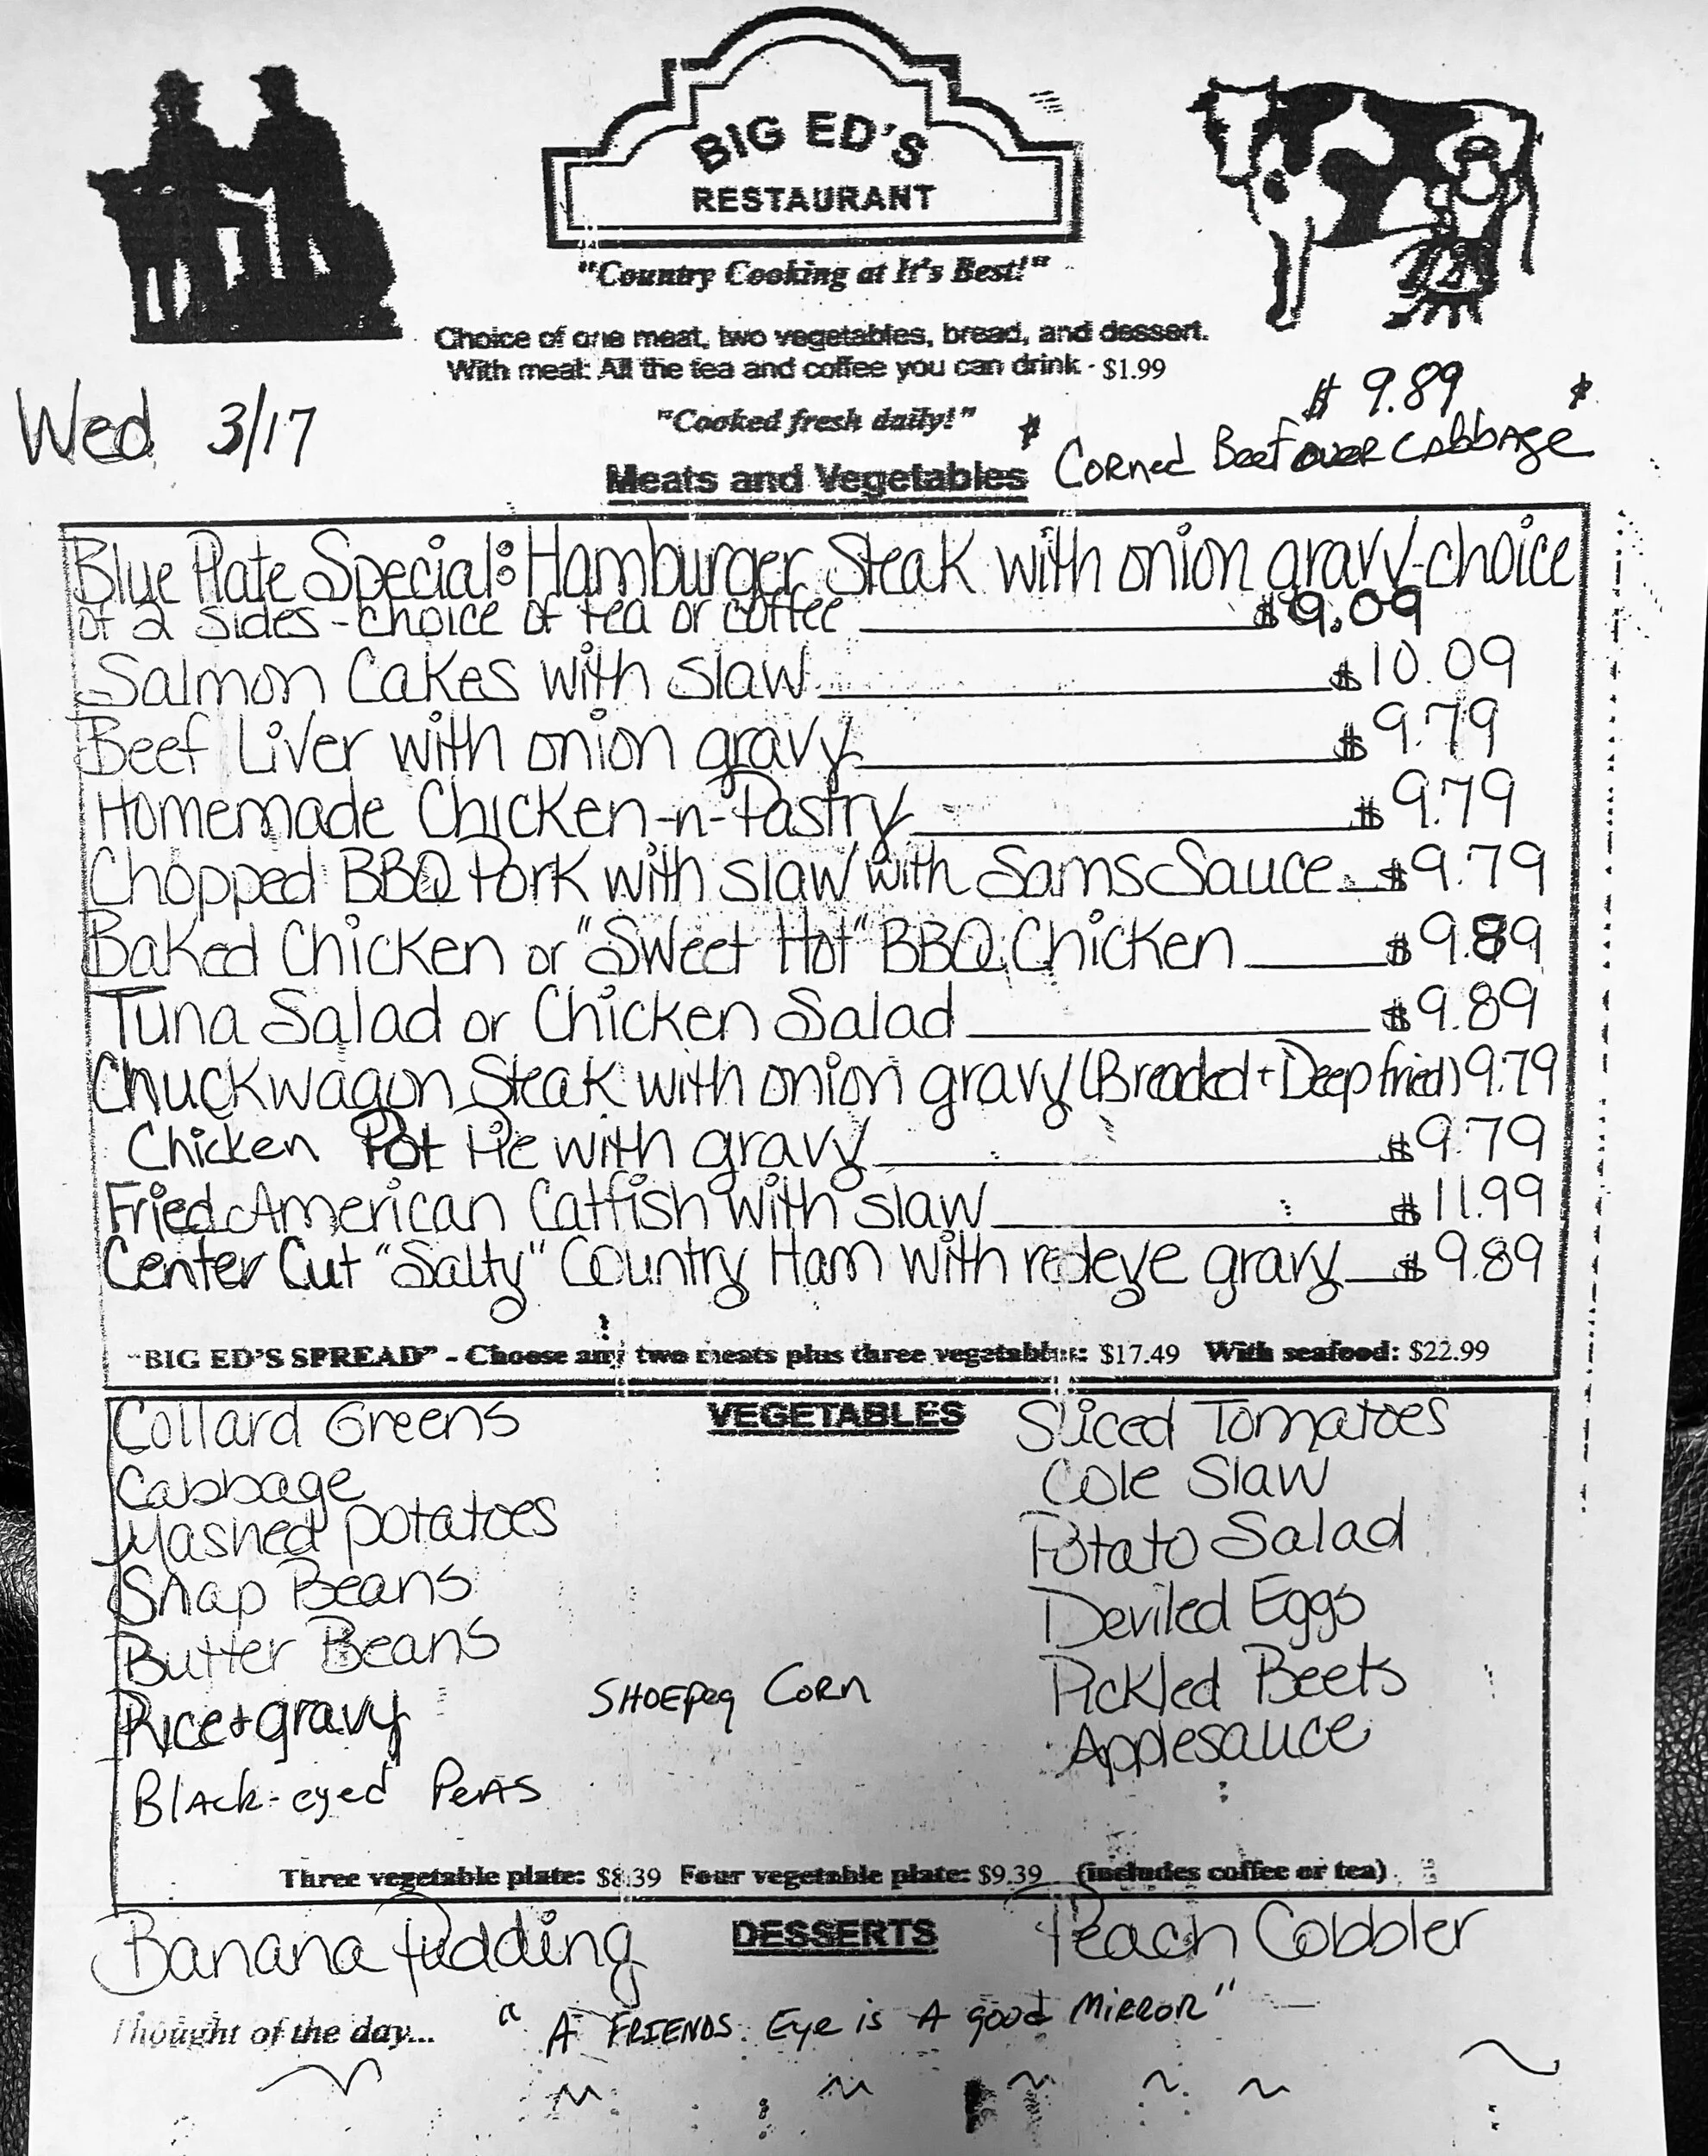 BIG ED'S
RESTAURANT
"Country Cooking at It's Best!"
Choice of one meat, two vegetables, bread, and dessert.
With meal: All the tea and coffee you can drink - $1.99
Wed 3/17
"Cooked fresh daily!"
$ 9.89
Corned Beef over Cabbage
Meats and Vegetables
Blue Plate Special: Hamburger Steak with onion gravy-choice
of 2 sides - choice of tea or coffee $9.09
Salmon Cakes with slaw $10.09
Beef Liver with onion gravy $9.79
Homemade Chicken-n-Pastry $9.79
Chopped BBQ Pork with slaw with Sams Sauce $9.79
Baked Chicken or "Sweet Hot" BBQ Chicken $9.89
Tuna Salad or Chicken Salad $9.89
Chuckwagon Steak with onion gravy (Breaded + Deep fried) 9.79
Chicken Pot Pie with gravy $9.79
Fried American Catfish with slaw $11.99
Center Cut "Salty" Country Ham with redeye gravy $9.89
"BIG ED'S SPREAD" - Choose any two meats plus three vegetables: $17.49 With seafood: $22.99
VEGETABLES
Collard Greens
Cabbage
Mashed potatoes
Snap Beans
Butter Beans
Rice + gravy
Black-eyed Peas
Shoepeg Corn
Sliced Tomatoes
Cole Slaw
Potato Salad
Deviled Eggs
Pickled Beets
Applesauce
Three vegetable plate: $8.39 Four vegetable plate: $9.39 (includes coffee or tea)
DESSERTS
Banana Pudding
Peach Cobbler
Thought of the day... "A FRIENDS Eye is A good MIRROR"